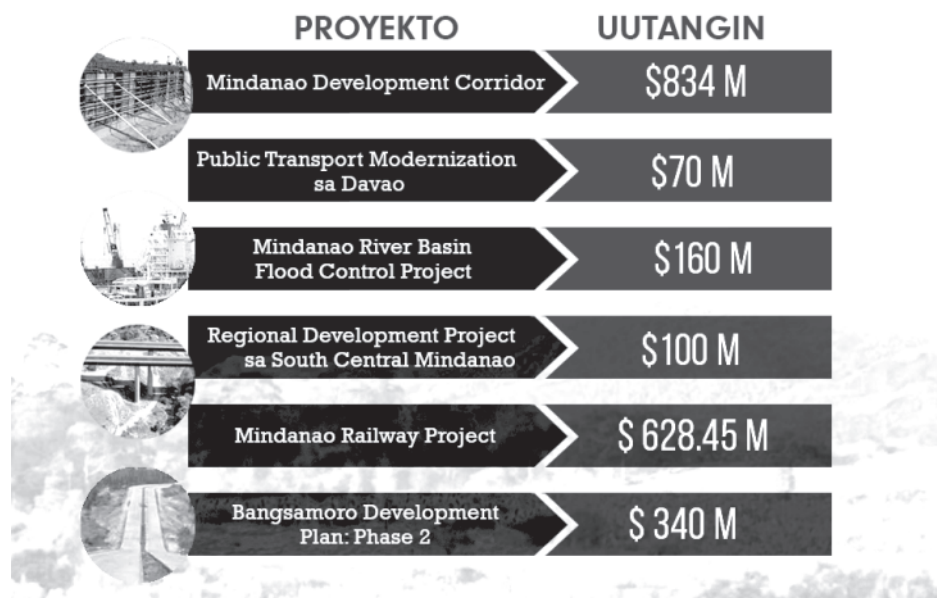 PROYEKTO UUTANGIN
Mindanao Development Corridor $834 M
Public Transport Modernization
sa Davao $70 M
Mindanao River Basin
Flood Control Project $160 M
Regional Development Project
sa South Central Mindanao $100 M
Mindanao Railway Project $ 628.45 M
Bangsamoro Development
Plan: Phase 2 $ 340 M